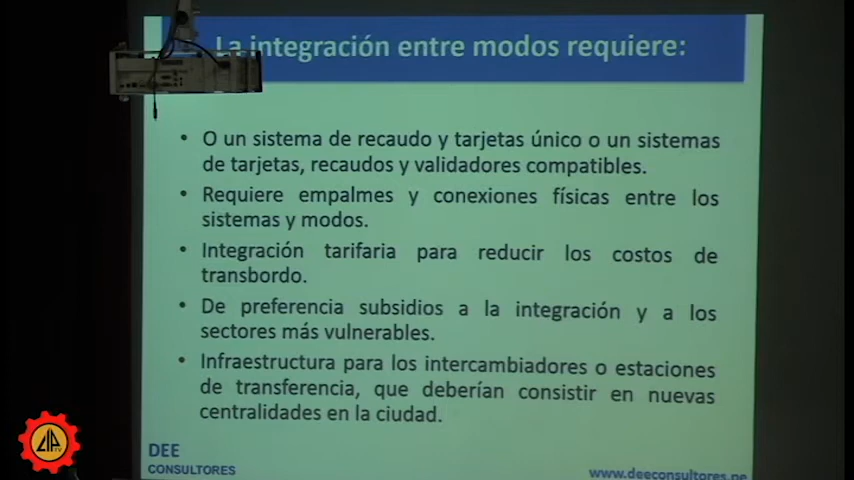 La integración entre modos requiere:
• O un sistema de recaudo y tarjetas único o un sistemas
de tarjetas, recaudos y validadores compatibles.
• Requiere empalmes y conexiones físicas entre los
sistemas y modos.
• Integración tarifaria para reducir los costos de
transbordo.
• De preferencia subsidios a la integración y a los
sectores más vulnerables.
• Infraestructura para los intercambiadores o estaciones
de transferencia, que deberían consistir en nuevas
centralidades en la ciudad.
DEE
CONSULTORES
www.deeconsultores.pe